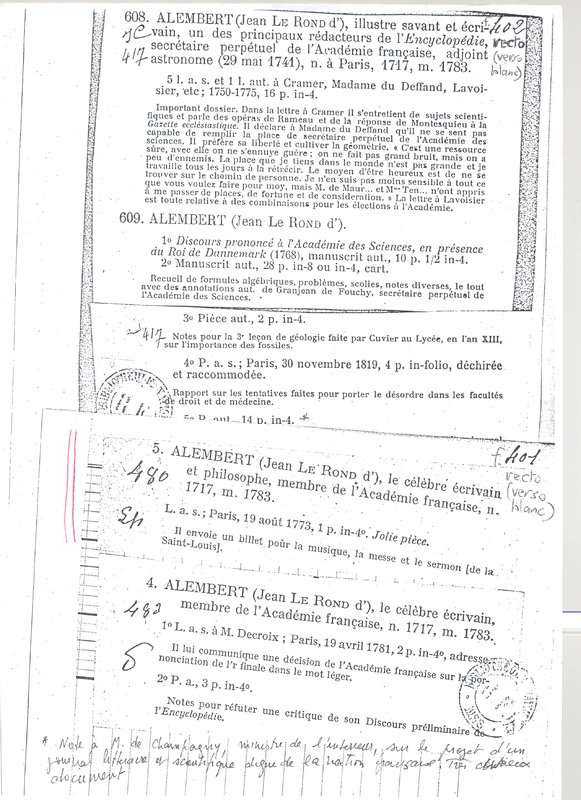 608. ALEMBERT (Jean LE ROND d'), illustre savant et écri-
vain, un des principaux rédacteurs de l'Encyclopédie,
secrétaire perpétuel de l'Académie française, adjoint
astronome (29 mai 1741), n. à Paris, 1717, m. 1783.
f. 402
recto
(verso
blanc)
417
5 l. a. s. et 1 l. aut. à Cramer, Madame du Deffand, Lavoi-
sier, etc; 1750-1775, 16 p. in-4.
Important dossier. Dans la lettre à Cramer il s'entretient de sujets scienti-
fiques et parle des opéras de Rameau et de la réponse de Montesquieu à la
Gazette ecclésiastique. Il déclare à Madame du Deffand qu'il ne se sent pas
capable de remplir la place de secrétaire perpétuel de l'Académie des
sciences. Il préfère sa liberté et cultiver la géométrie. « C'est une ressource
sûre, avec elle on ne s'ennuye guère; on ne fait pas grand bruit, mais on a
peu d'ennemis. La place que je tiens dans le monde n'est pas grande et je
travaille tous les jours à la rétrécir. Le moyen d'être heureux est de ne se
trouver sur le chemin de personne. Je n'en suis pas moins sensible à tout ce
que vous voulez faire pour moy, mais M. de Maur... et Mme Ten... n'ont appris
à me passer de places, de fortune et de consideration. » La lettre à Lavoisier
est toute relative à des combinaisons pour les élections à l'Académie.
609. ALEMBERT (Jean LE ROND d').
1o Discours prononcé à l'Académie des Sciences, en présence
du Roi de Dannemark (1768), manuscrit aut., 10 p. 1/2 in-4.
2o Manuscrit aut., 28 p. in-8 ou in-4, cart.
Recueil de formules algébriques, problèmes, scolies, notes diverses, le tout
avec des annotations aut. de Granjean de Fouchy, secrétaire perpétuel de
l'Académie des Sciences.
3o Pièce aut., 2 p. in-4.
417
Notes pour la 3e leçon de géologie faite par Cuvier au Lycée, en l'an XIII,
sur l'importance des fossiles.
4o P. a. s.; Paris, 30 novembre 1819, 4 p. in-folio, déchirée
et raccommodée.
Rapport sur les tentatives faites pour porter le désordre dans les facultés
de droit et de médecine.
5o P. aut., 14 p. in-4. *
5. ALEMBERT (Jean LE ROND d'), le célèbre écrivain
et philosophe, membre de l'Académie française, n.
1717, m. 1783.
f. 401
recto
(verso
blanc)
480
L. a. s.; Paris, 19 août 1773, 1 p. in-4o. Jolie pièce.
Il envoie un billet pour la musique, la messe et le sermon [de la
Saint-Louis].
4. ALEMBERT (Jean LE ROND d'), le célèbre écrivain,
membre de l'Académie française, n. 1717, m. 1783.
480
1o L. a. s. à M. Decroix; Paris, 19 avril 1781, 2 p. in-4o, adresse.
Il lui communique une décision de l'Académie française sur la pro-
nonciation de l'r finale dans le mot léger.
2o P. a., 3 p. in-4o.
Notes pour réfuter une critique de son Discours préliminaire de
l'Encyclopédie.
* Note à M. de Champagny, ministre de l'intérieur, sur le projet d'un
journal littéraire et scientifique digne de la nation française. Très curieux
document